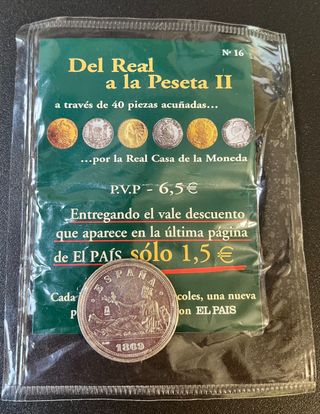 Nº 16
Del Real
a la Peseta II
a través de 40 piezas acuñadas...
...por la Real Casa de la Moneda
P.V.P - 6,5 €
Entregando el vale descuento
que aparece en la última página
de EL PAÍS, sólo 1,5 €
Cada coles, una nueva
p on EL PAIS
ESPAÑA
1869